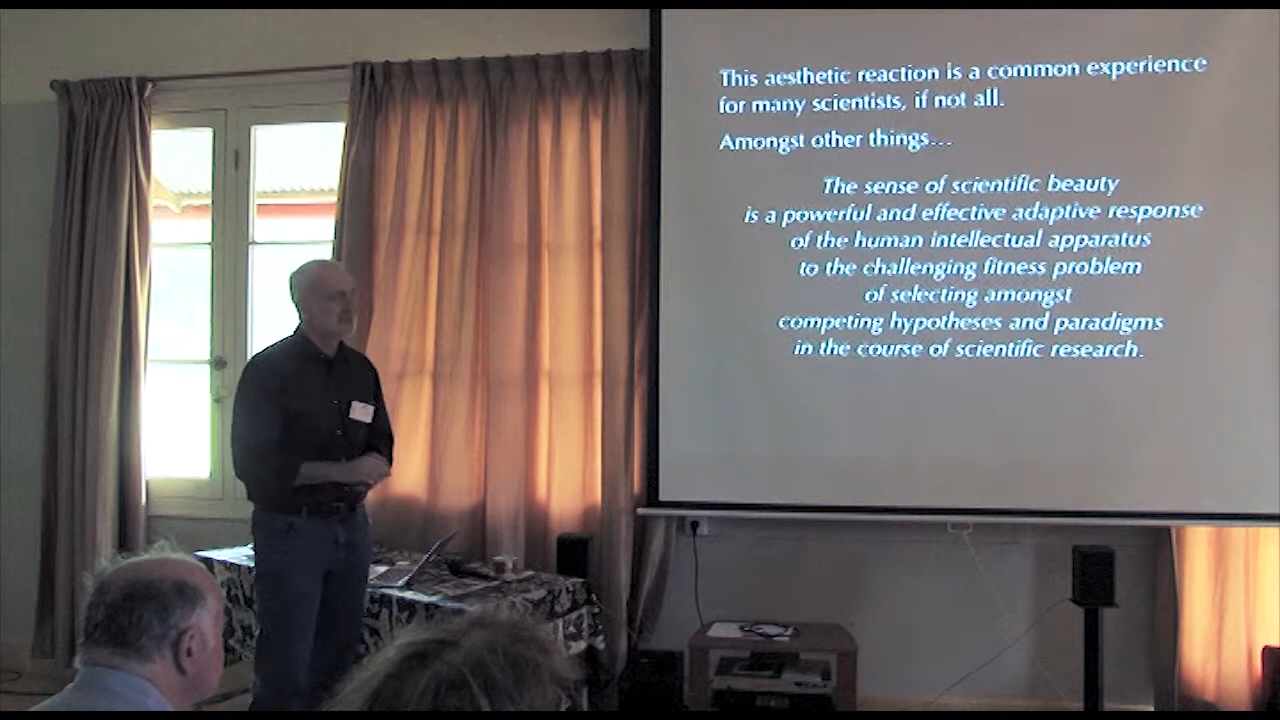 This aesthetic reaction is a common experience
for many scientists, if not all.
Amongst other things…
The sense of scientific beauty
is a powerful and effective adaptive response
of the human intellectual apparatus
to the challenging fitness problem
of selecting amongst
competing hypotheses and paradigms
in the course of scientific research.